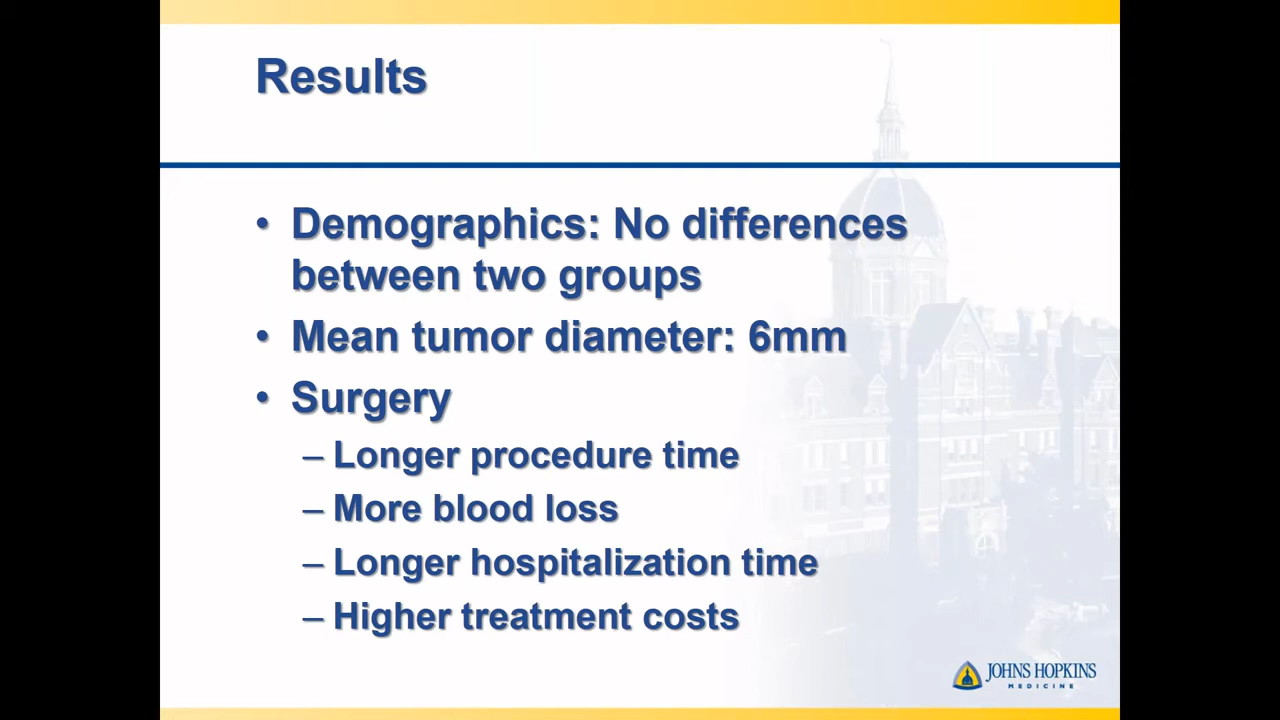 Results
• Demographics: No differences
between two groups
• Mean tumor diameter: 6mm
• Surgery
– Longer procedure time
– More blood loss
– Longer hospitalization time
– Higher treatment costs
JOHNS HOPKINS
MEDICINE